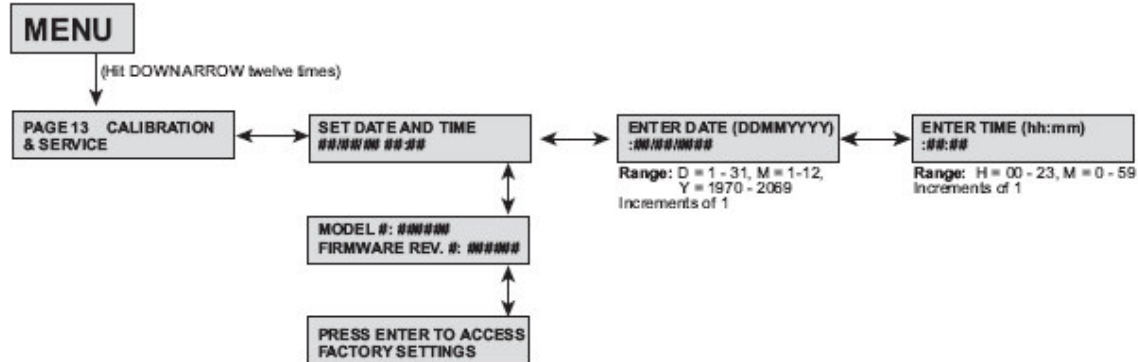 MENU
(Hit DOWNARROW twelve times)
PAGE 13 CALIBRATION
& SERVICE
SET DATE AND TIME
##/##/## ##:##
ENTER DATE (DDMMYYYY)
:##/##/####
ENTER TIME (hh:mm)
:##:##
Range: D = 1 - 31, M = 1-12,
Y = 1970 - 2069
Increments of 1
Range: H = 00 - 23, M = 0 - 59
Increments of 1
MODEL #: ######
FIRMWARE REV. #: ######
PRESS ENTER TO ACCESS
FACTORY SETTINGS